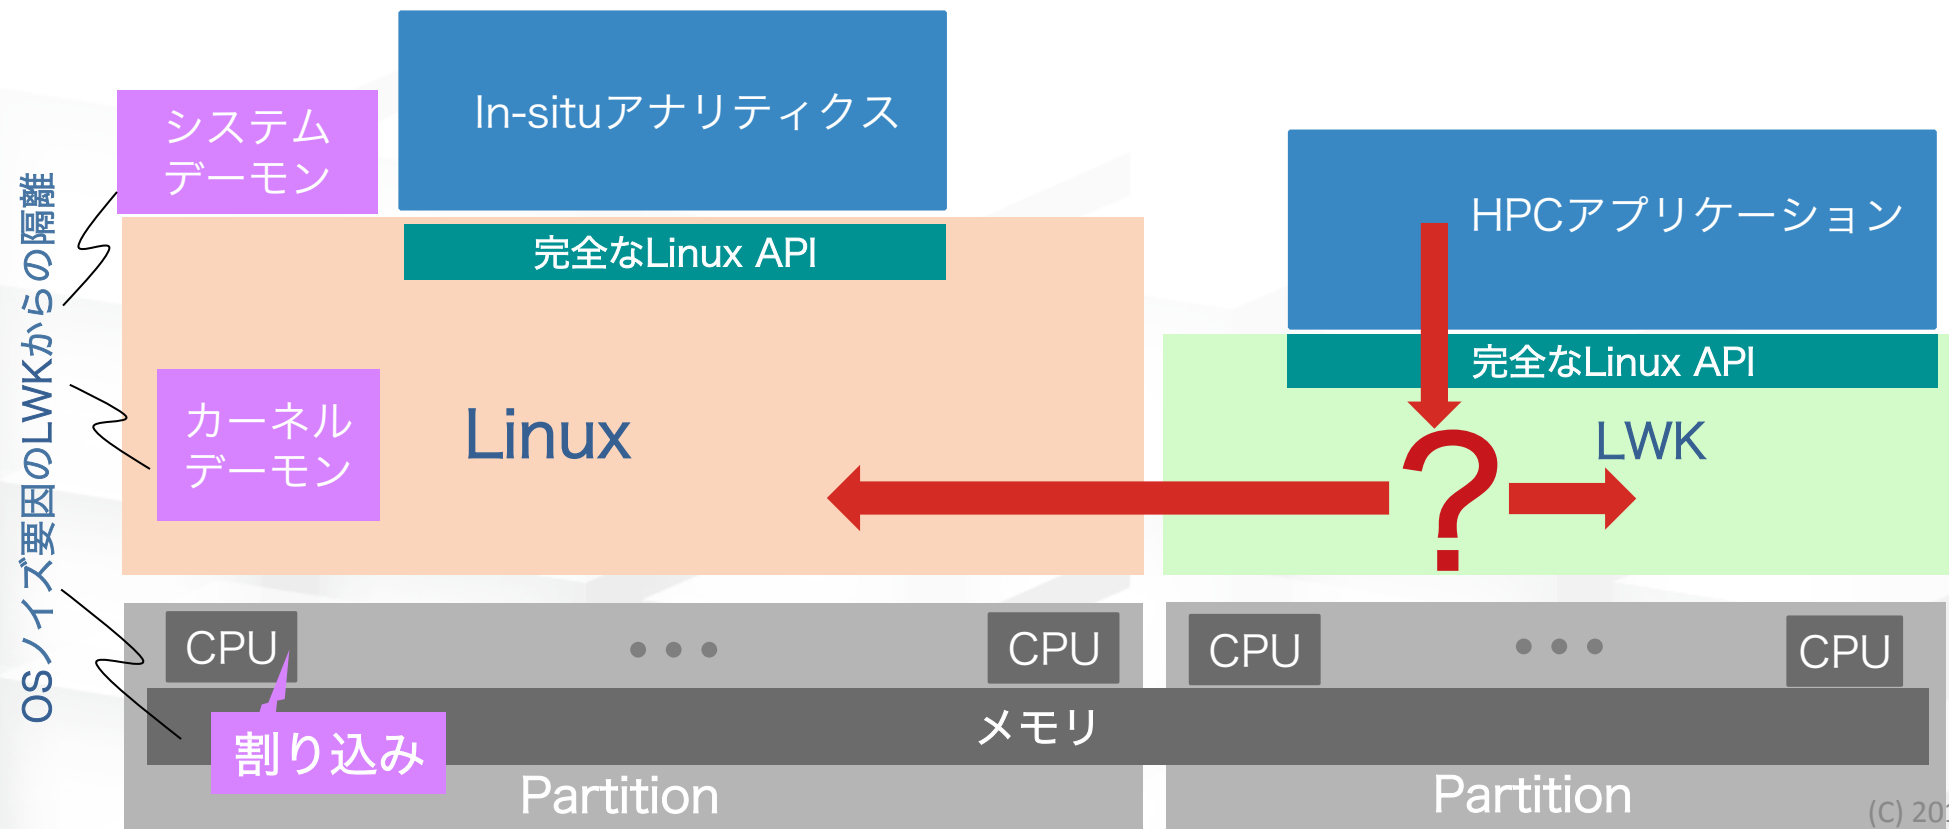 OSノイズ要因のLWKからの隔離
システム
デーモン
In-situアナリティクス
完全なLinux API
カーネル
デーモン
Linux
HPCアプリケーション
完全なLinux API
LWK
?
CPU
• • •
CPU
CPU
• • •
CPU
メモリ
割り込み
Partition
Partition
(C) 201